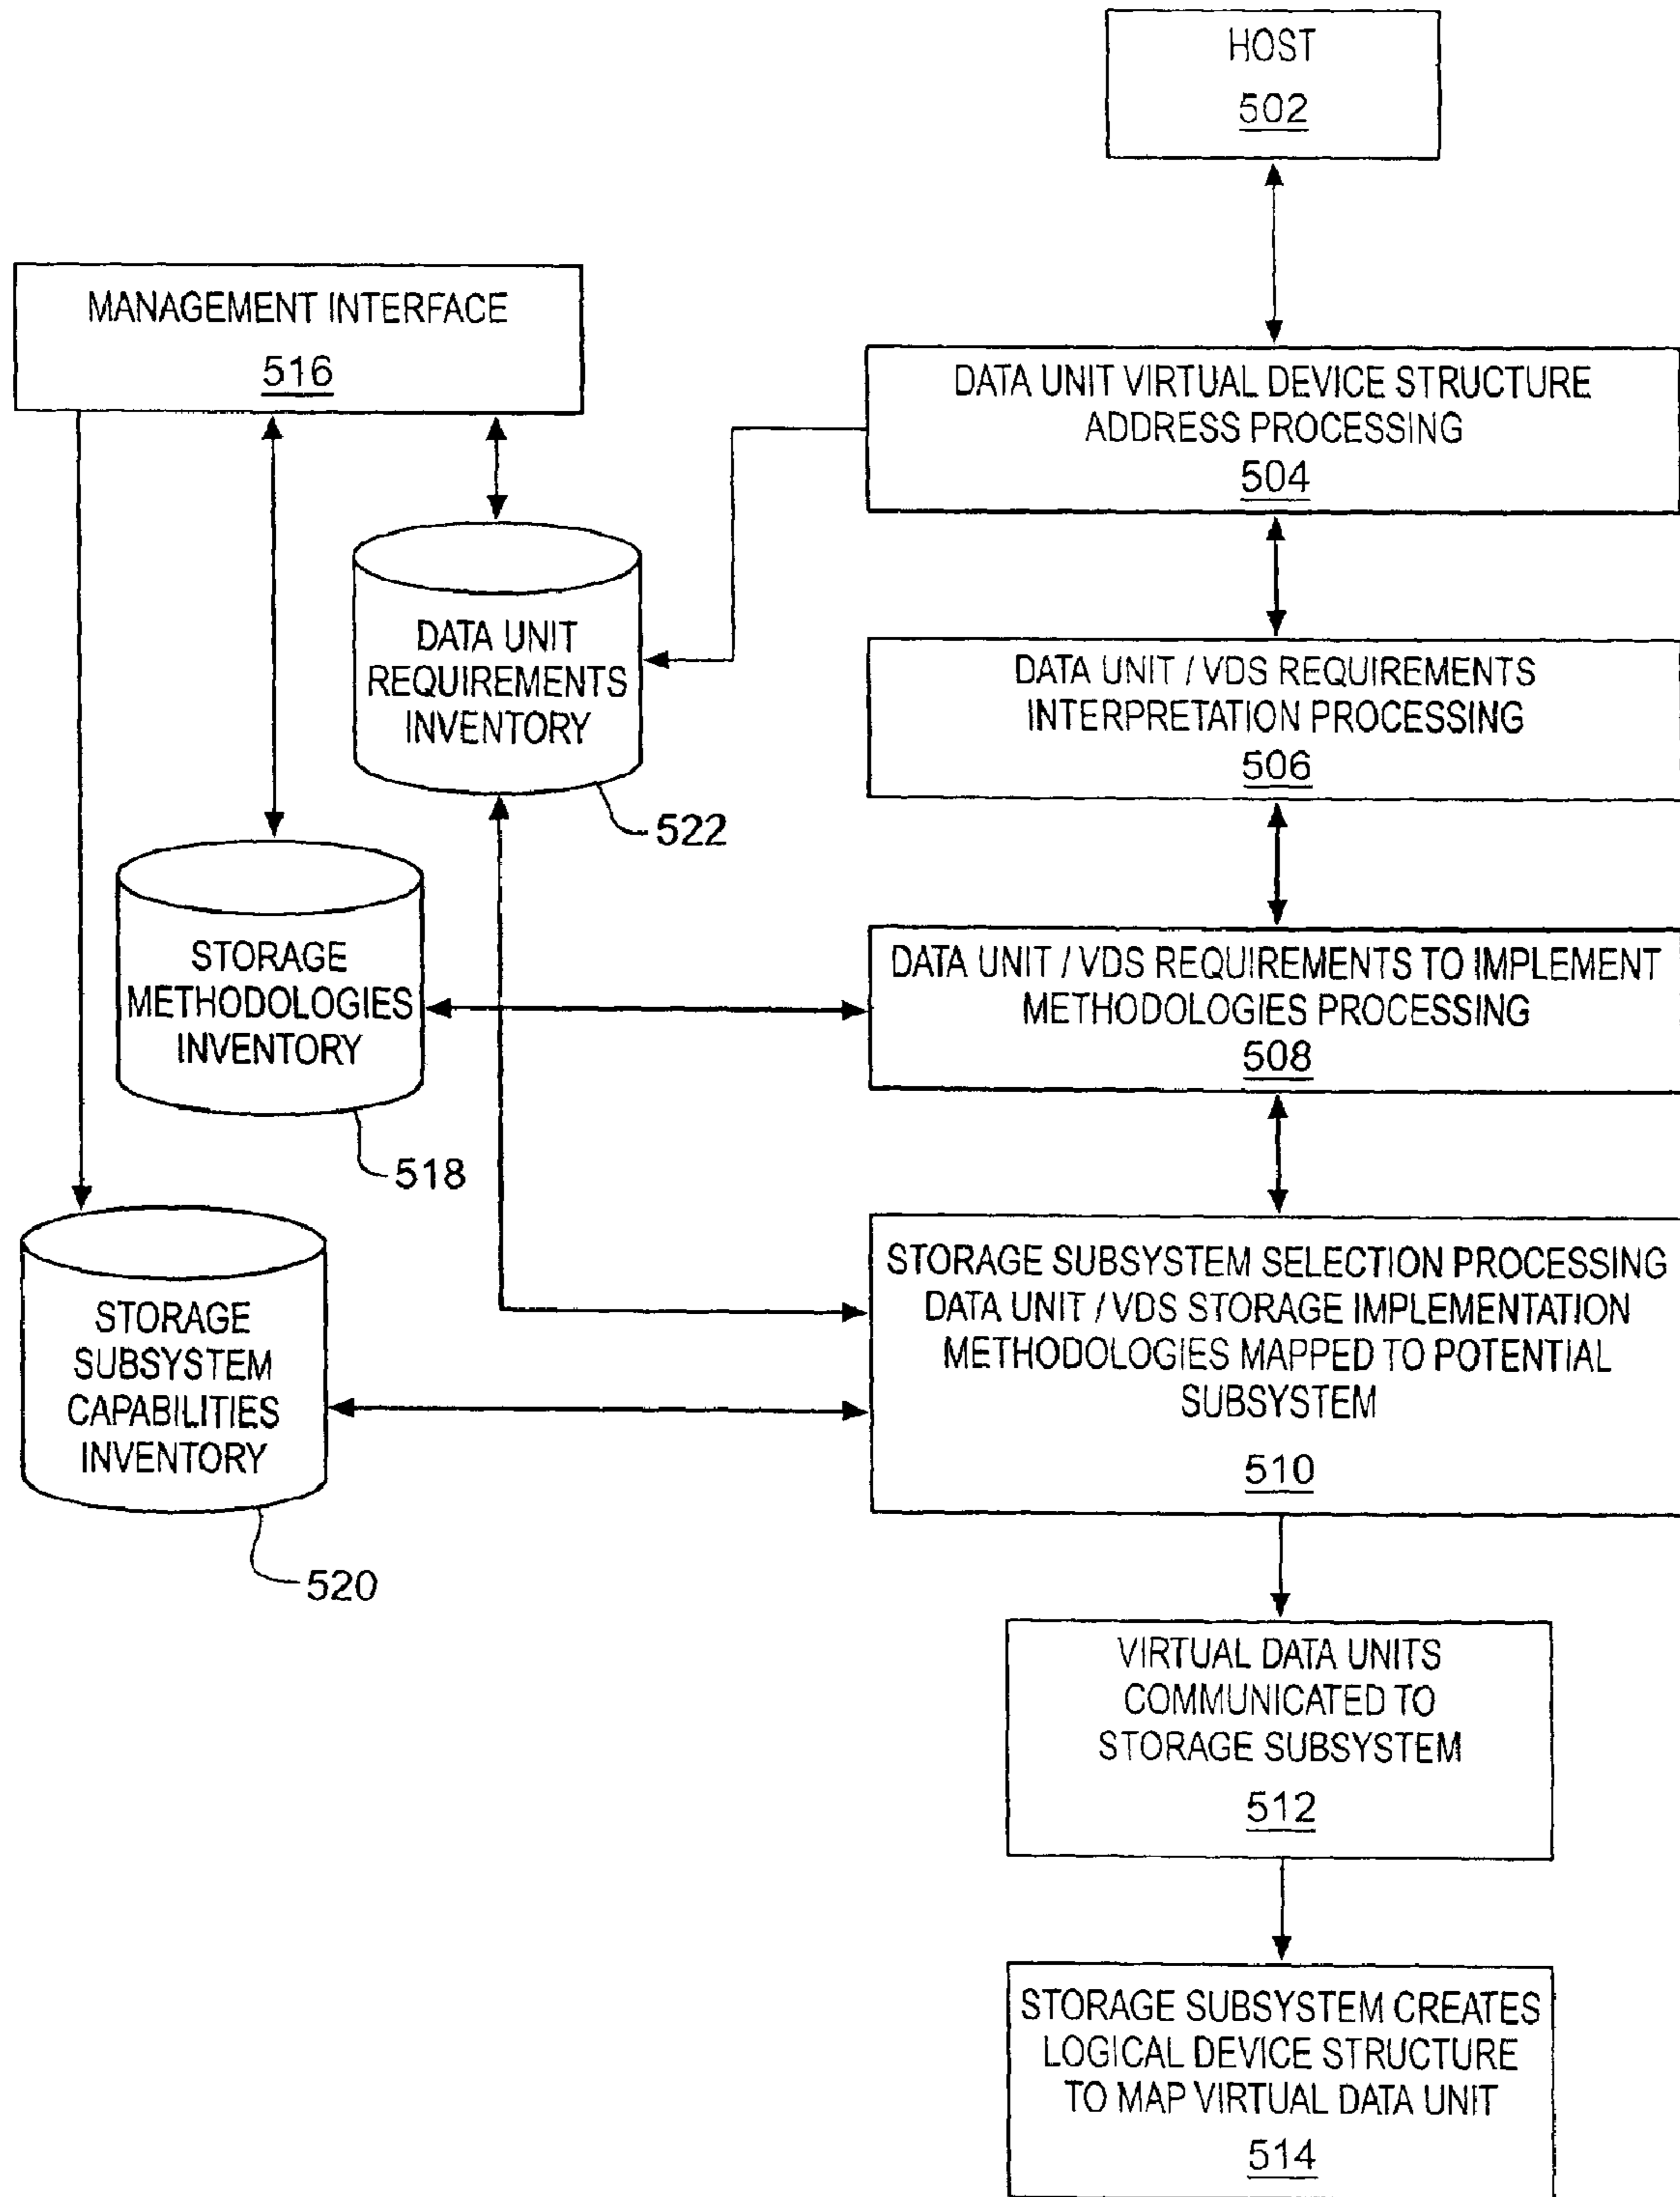 HOST
502
MANAGEMENT INTERFACE
516
DATA UNIT VIRTUAL DEVICE STRUCTURE
ADDRESS PROCESSING
504
DATA UNIT
REQUIREMENTS
INVENTORY
522
DATA UNIT / VDS REQUIREMENTS
INTERPRETATION PROCESSING
506
STORAGE
METHODOLOGIES
INVENTORY
518
DATA UNIT / VDS REQUIREMENTS TO IMPLEMENT
METHODOLOGIES PROCESSING
508
STORAGE
SUBSYSTEM
CAPABILITIES
INVENTORY
520
STORAGE SUBSYSTEM SELECTION PROCESSING
DATA UNIT / VDS STORAGE IMPLEMENTATION
METHODOLOGIES MAPPED TO POTENTIAL
SUBSYSTEM
510
VIRTUAL DATA UNITS
COMMUNICATED TO
STORAGE SUBSYSTEM
512
STORAGE SUBSYSTEM CREATES
LOGICAL DEVICE STRUCTURE
TO MAP VIRTUAL DATA UNIT
514